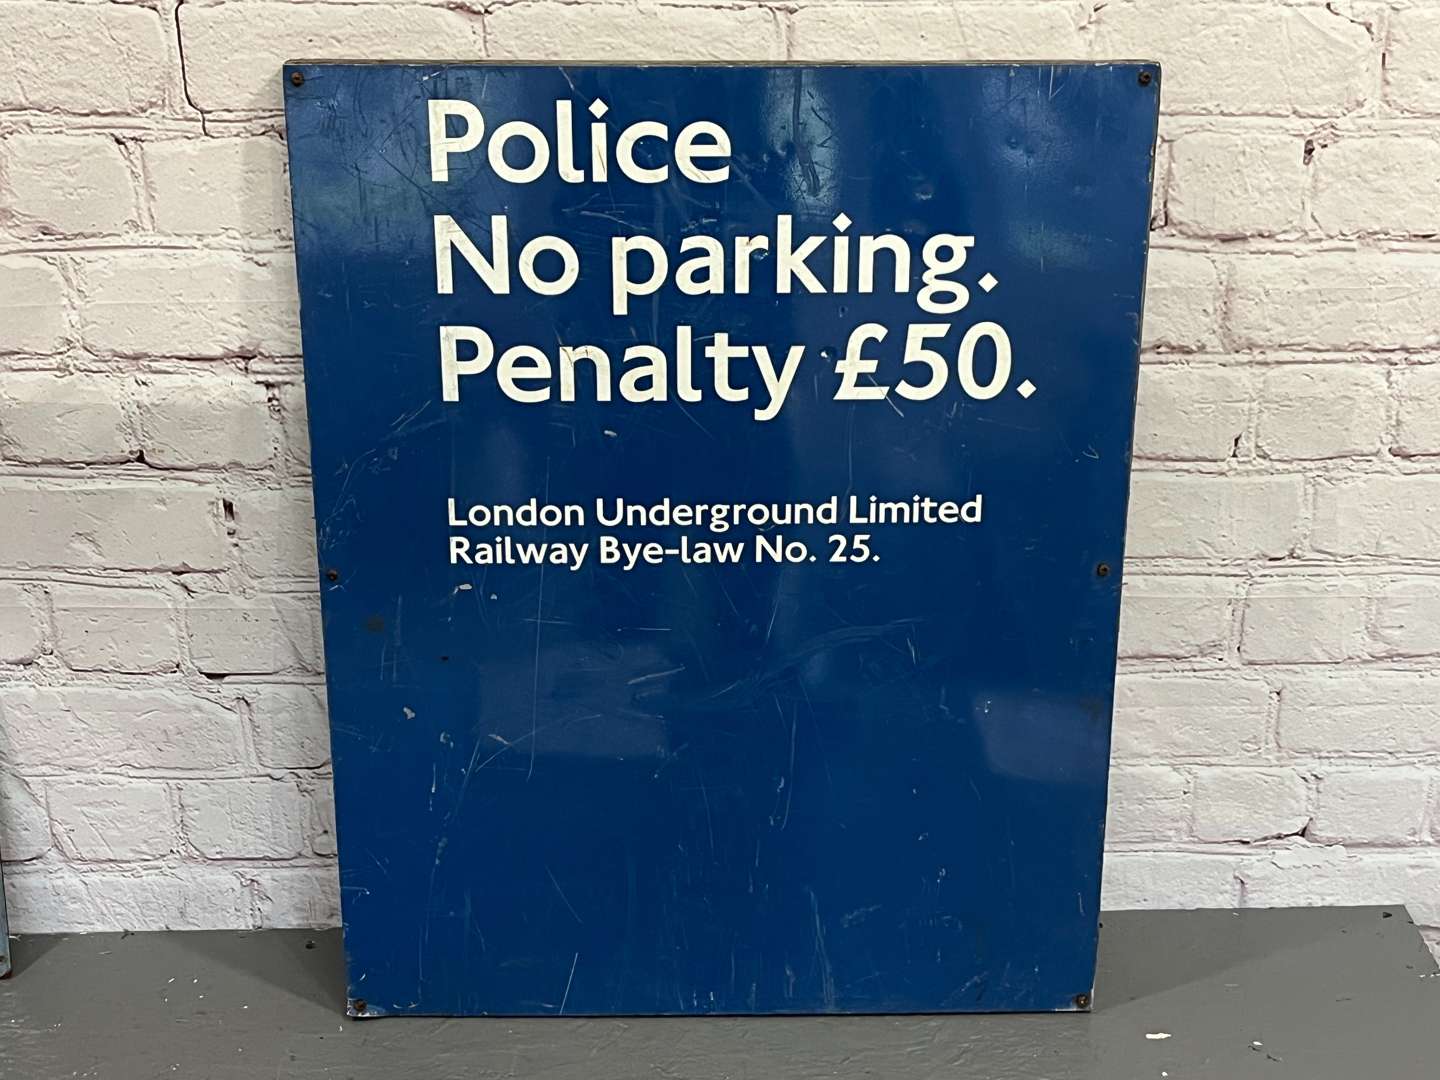 Police
No parking.
Penalty £50.
London Underground Limited
Railway Bye-law No. 25.